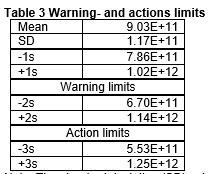 Table 3 Warning- and actions limits
Mean 9.03E+11
SD 1.17E+11
-1s 7.86E+11
+1s 1.02E+12
Warning limits
-2s 6.70E+11
+2s 1.14E+12
Action limits
-3s 5.53E+11
+3s 1.25E+12